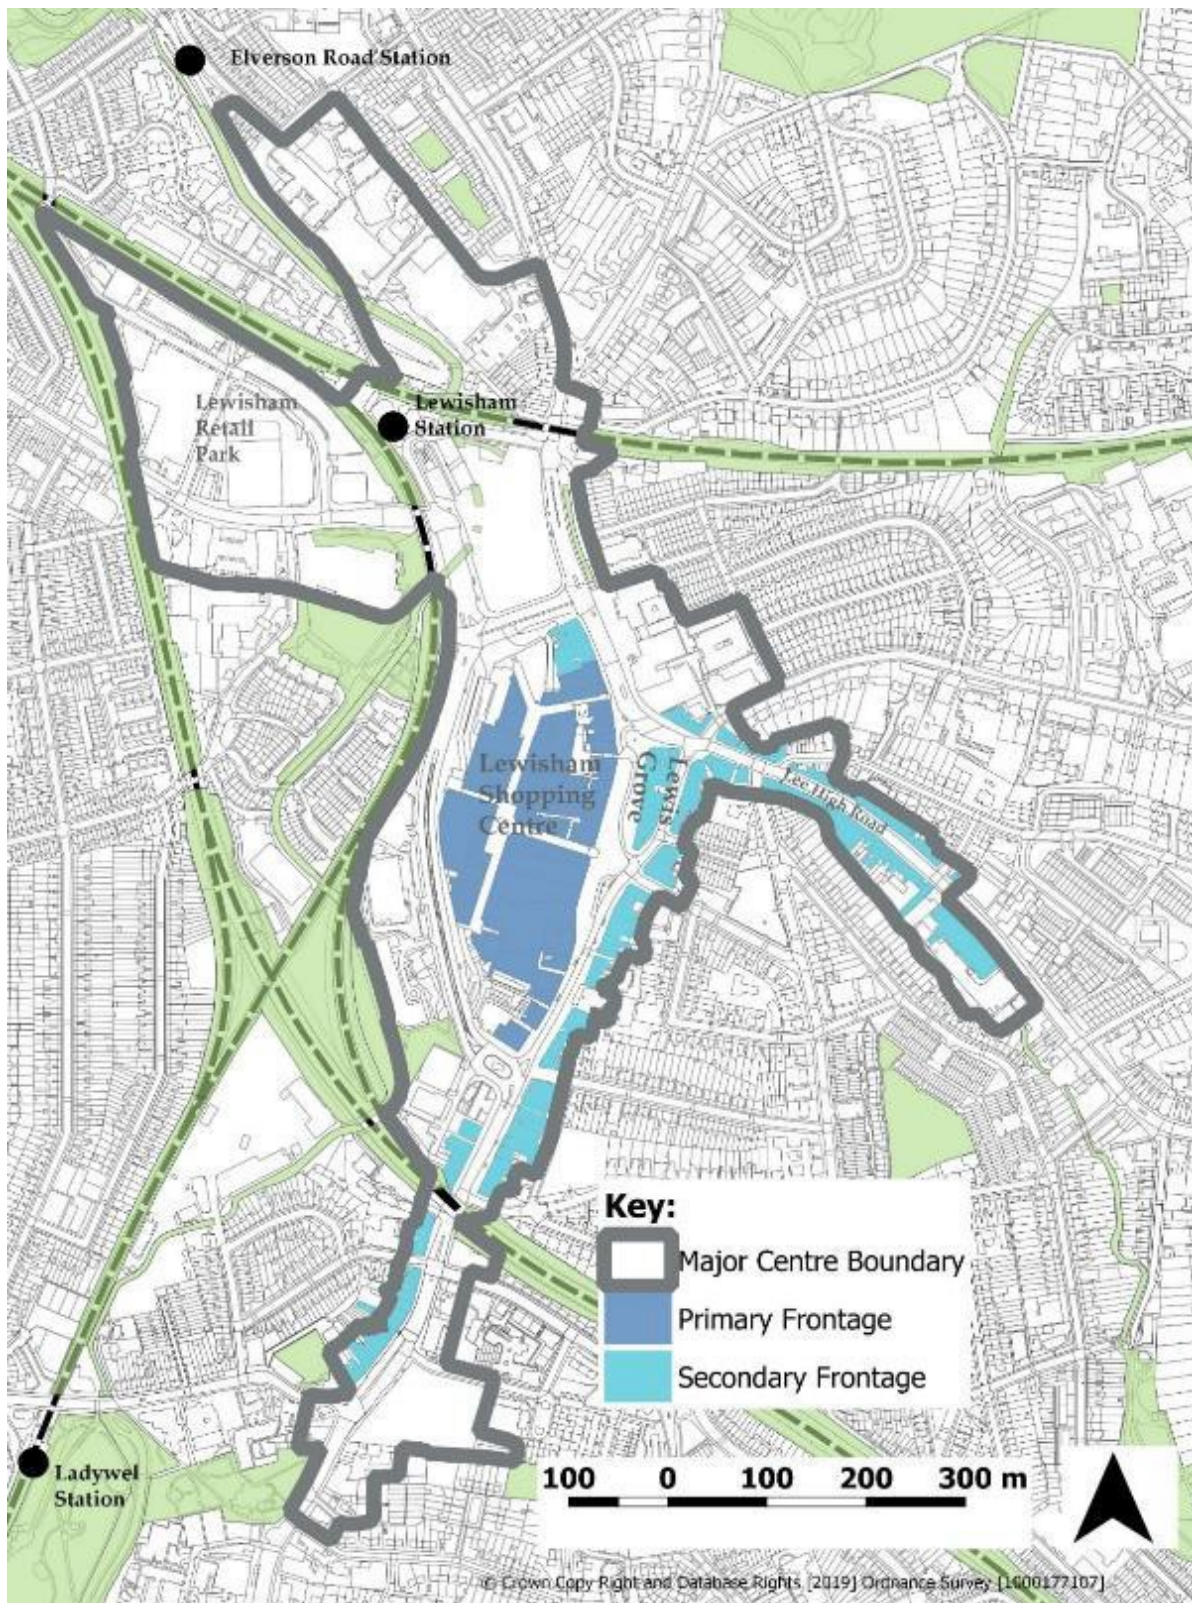 Elverson Road Station
Lewisham
Station
Lewisham
Retail
Park
Lewisham
Shopping
Centre
Lewis
Grove
Lee High Road
Key:
Major Centre Boundary
Primary Frontage
Secondary Frontage
Ladywel
Station
100 0 100 200 300 m
© Crown Copy Right and Database Rights [2019] Ordnance Survey [1000177107]